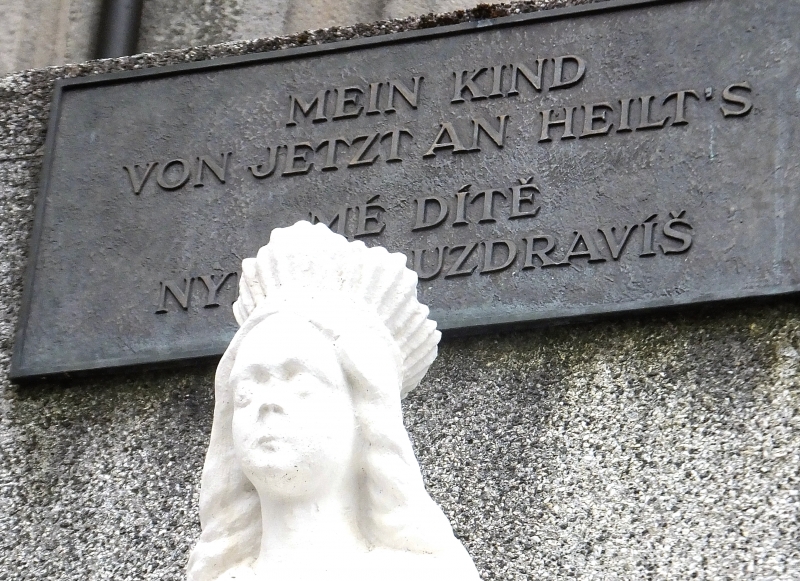 MEIN KIND
VON JETZT AN HEILT'S
MÉ DÍTĚ
UZDRAVÍŠ